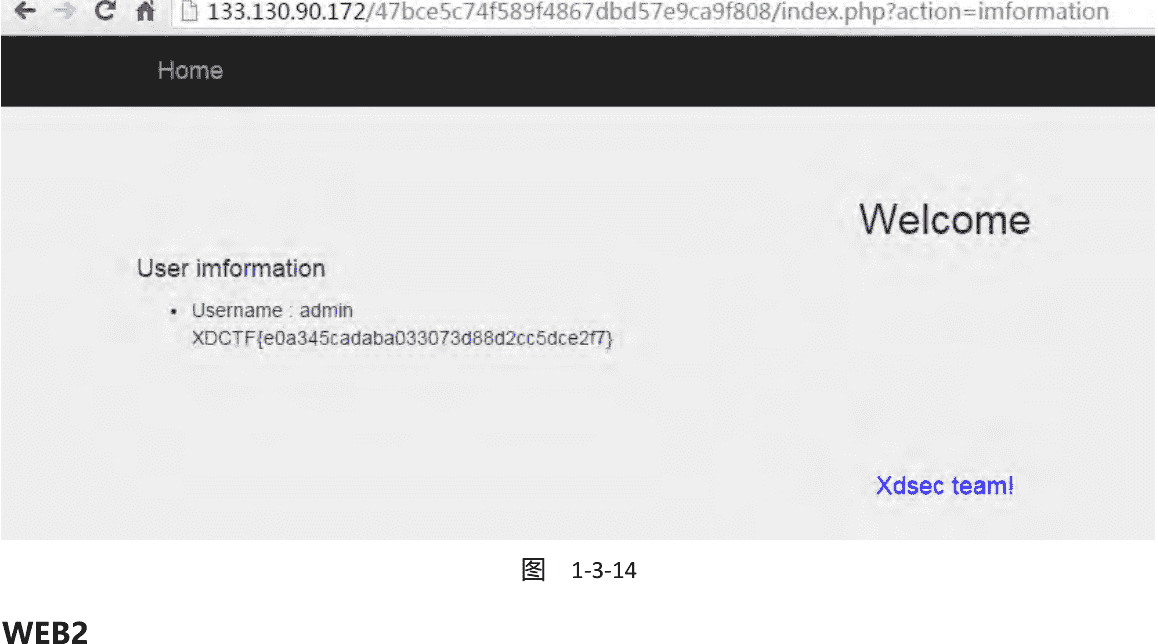 133.130.90.172/47bce5c74f589f4867dbd57e9ca9f808/index.php?action=imformation
Home
Welcome
User imformation
• Username : admin
XDCTF{e0a345cadaba033073d88d2cc5dce2f7}
Xdsec team!
图 1-3-14
WEB2